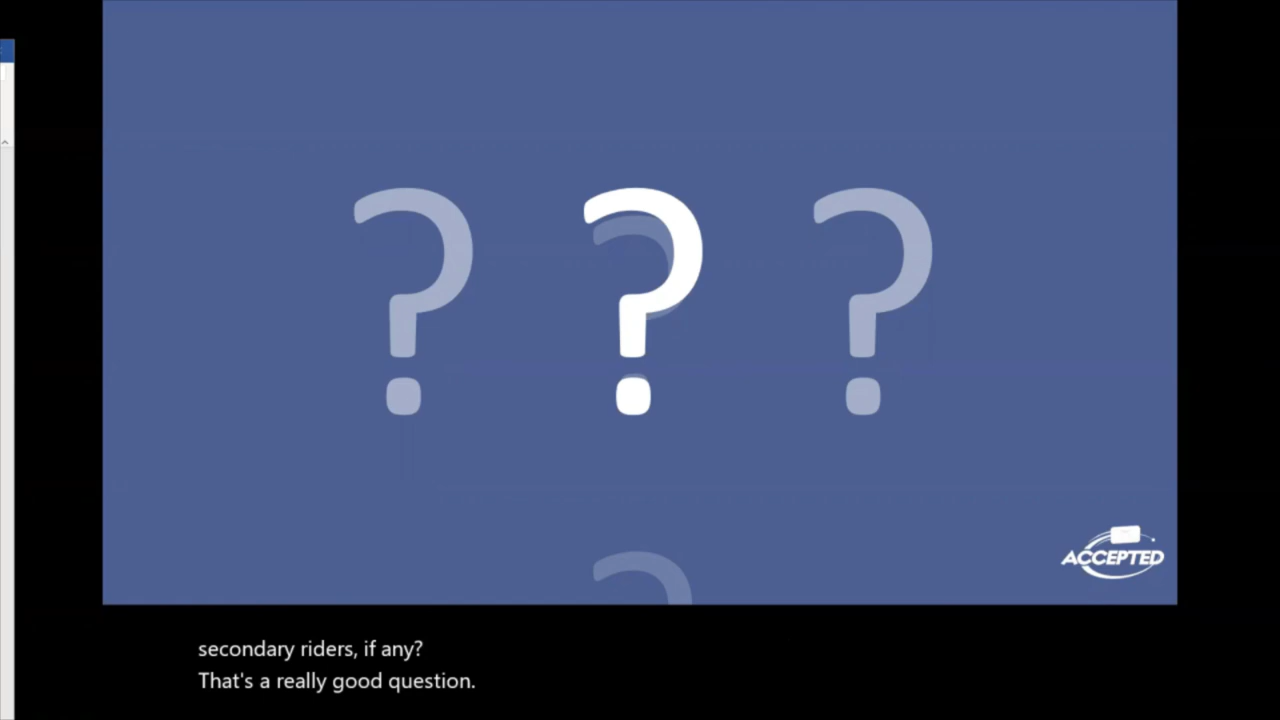 ? ? ?
ACCEPTED
?
secondary riders, if any?
That's a really good question.